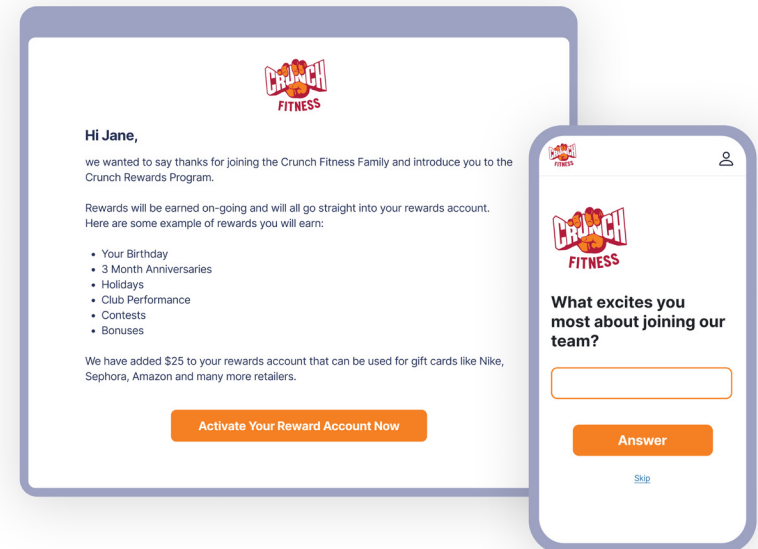 CRUNCH
FITNESS
Hi Jane,
we wanted to say thanks for joining the Crunch Fitness Family and introduce you to the
Crunch Rewards Program.
Rewards will be earned on-going and will all go straight into your rewards account.
Here are some example of rewards you will earn:
• Your Birthday
• 3 Month Anniversaries
• Holidays
• Club Performance
• Contests
• Bonuses
We have added $25 to your rewards account that can be used for gift cards like Nike,
Sephora, Amazon and many more retailers.
Activate Your Reward Account Now
CRUNCH
FITNESS
CRUNCH
FITNESS
What excites you
most about joining our
team?
Answer
Skip